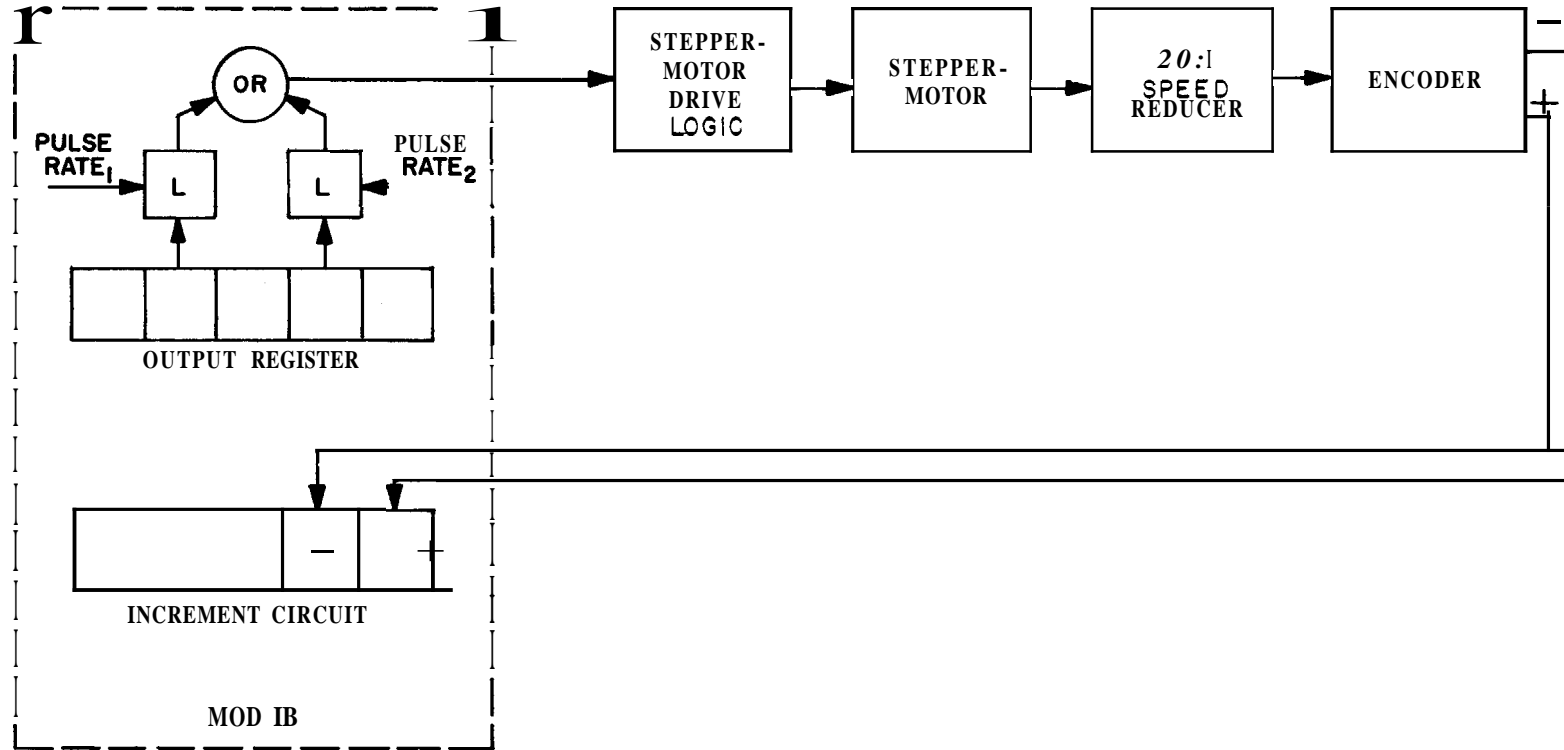 OR
PULSE
RATE1
PULSE
RATE2
L
L
OUTPUT REGISTER
−
+
INCREMENT CIRCUIT
MOD IB
STEPPER-
MOTOR
DRIVE
LOGIC
STEPPER-
MOTOR
20:1
SPEED
REDUCER
ENCODER
−
+